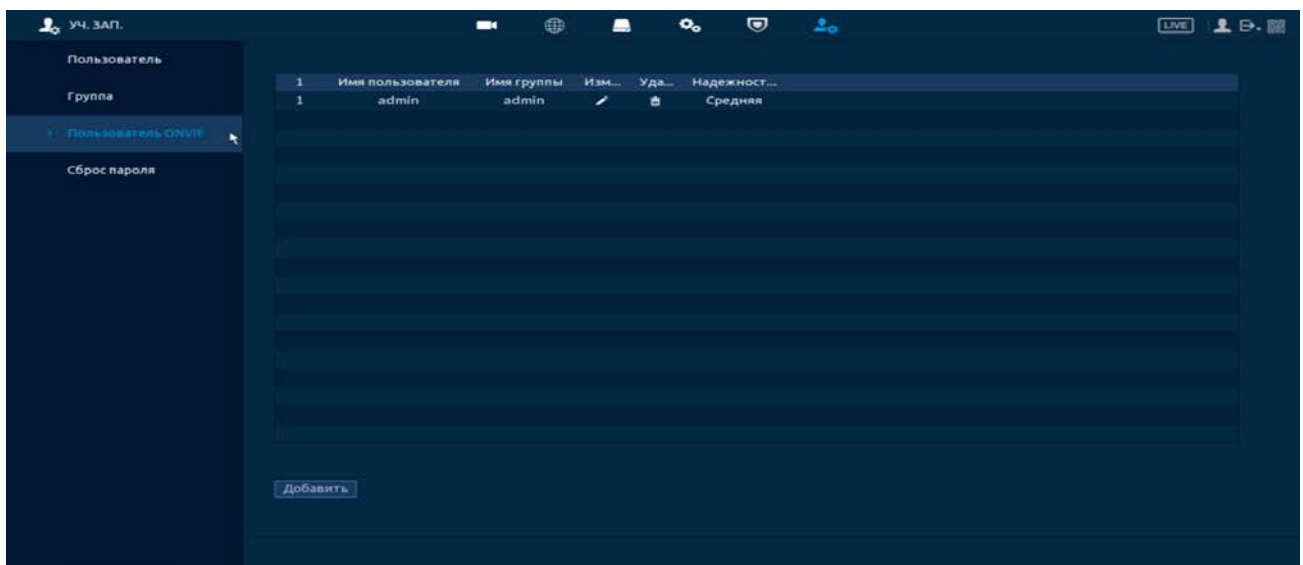 УЧ. ЗАП. LIVE
Пользователь
1 Имя пользователя Имя группы Изм... Уда... Надежност...
Группа
1 admin admin Средняя
Пользователь ONVIF
Сброс пароля
Добавить